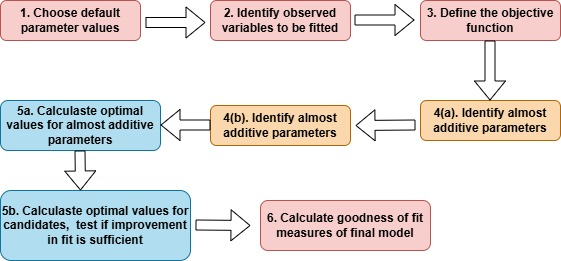 1. Choose default
parameter values
2. Identify observed
variables to be fitted
3. Define the objective
function
4(a). Identify almost
additive parameters
4(b). Identify almost
additive parameters
5a. Calculaste optimal
values for almost additive
parameters
5b. Calculaste optimal values for
candidates, test if improvement
in fit is sufficient
6. Calculate goodness of fit
measures of final model